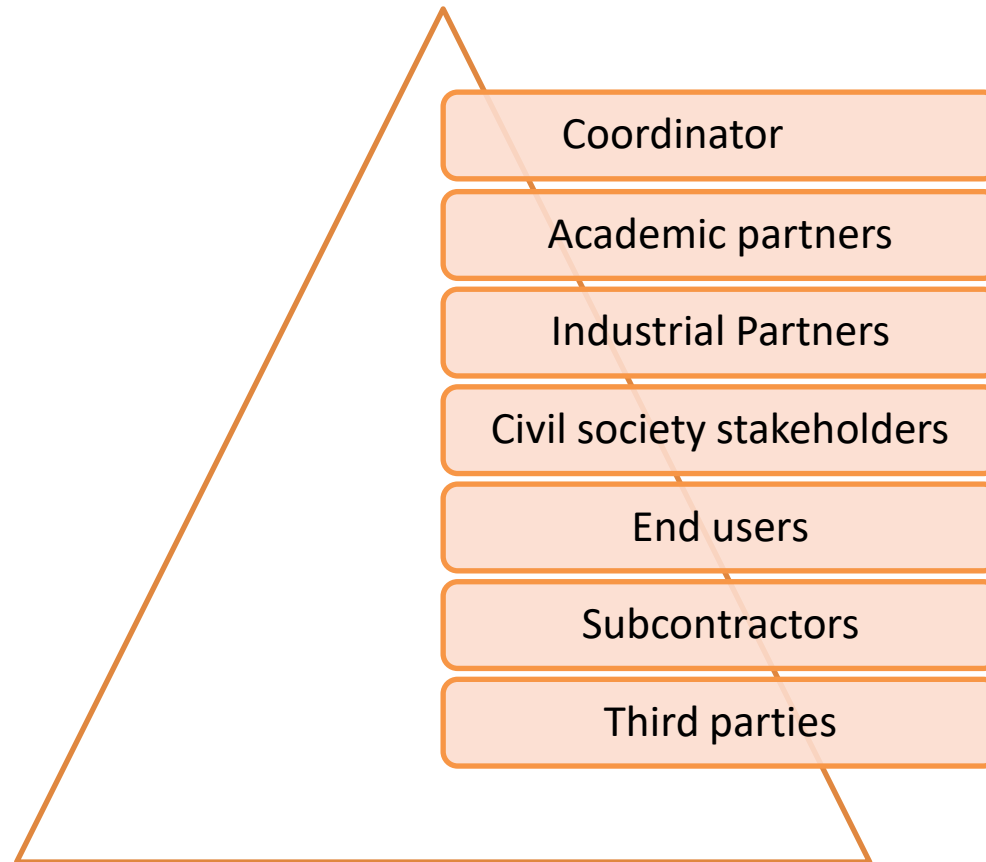 Coordinator
Academic partners
Industrial Partners
Civil society stakeholders
End users
Subcontractors
Third parties